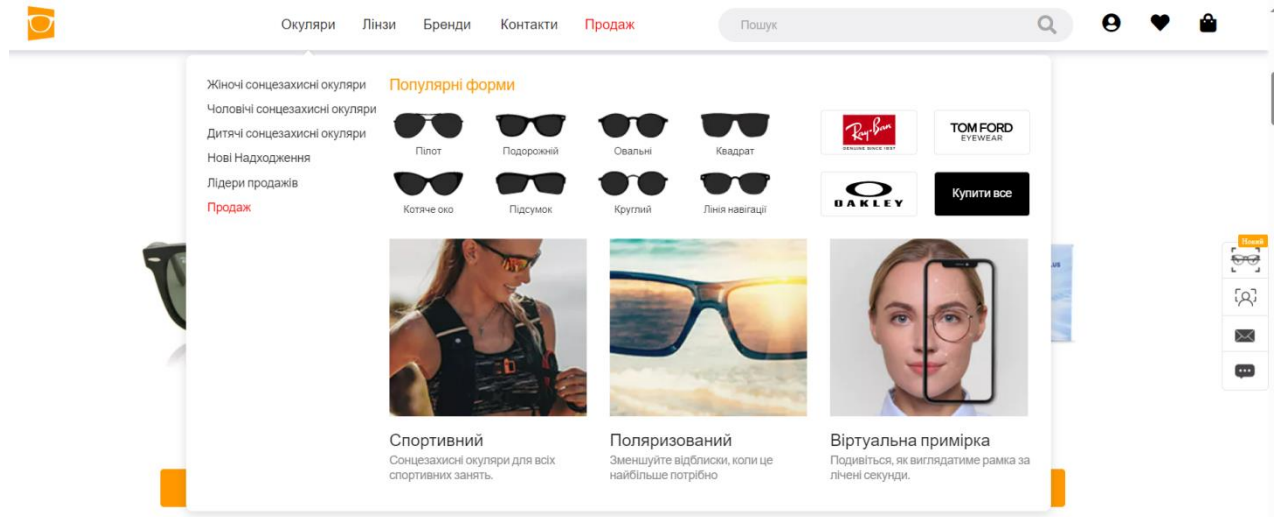 Окуляри Лінзи Бренди Контакти Продаж Пошук
Жіночі сонцезахисні окуляри
Чоловічі сонцезахисні окуляри
Дитячі сонцезахисні окуляри
Нові Надходження
Лідери продажів
Продаж
Популярні форми
Пілот Подорожній Овальні Квадрат
Котяче око Підсумок Круглий Лінія навігації
Ray-Ban
GENUINE SINCE 1937
TOM FORD
EYEWEAR
OAKLEY
Купити все
Спортивний
Сонцезахисні окуляри для всіх
спортивних занять.
Поляризований
Зменшуйте відблиски, коли це
найбільше потрібно
Віртуальна примірка
Подивіться, як виглядатиме рамка за
лічені секунди.
Новий